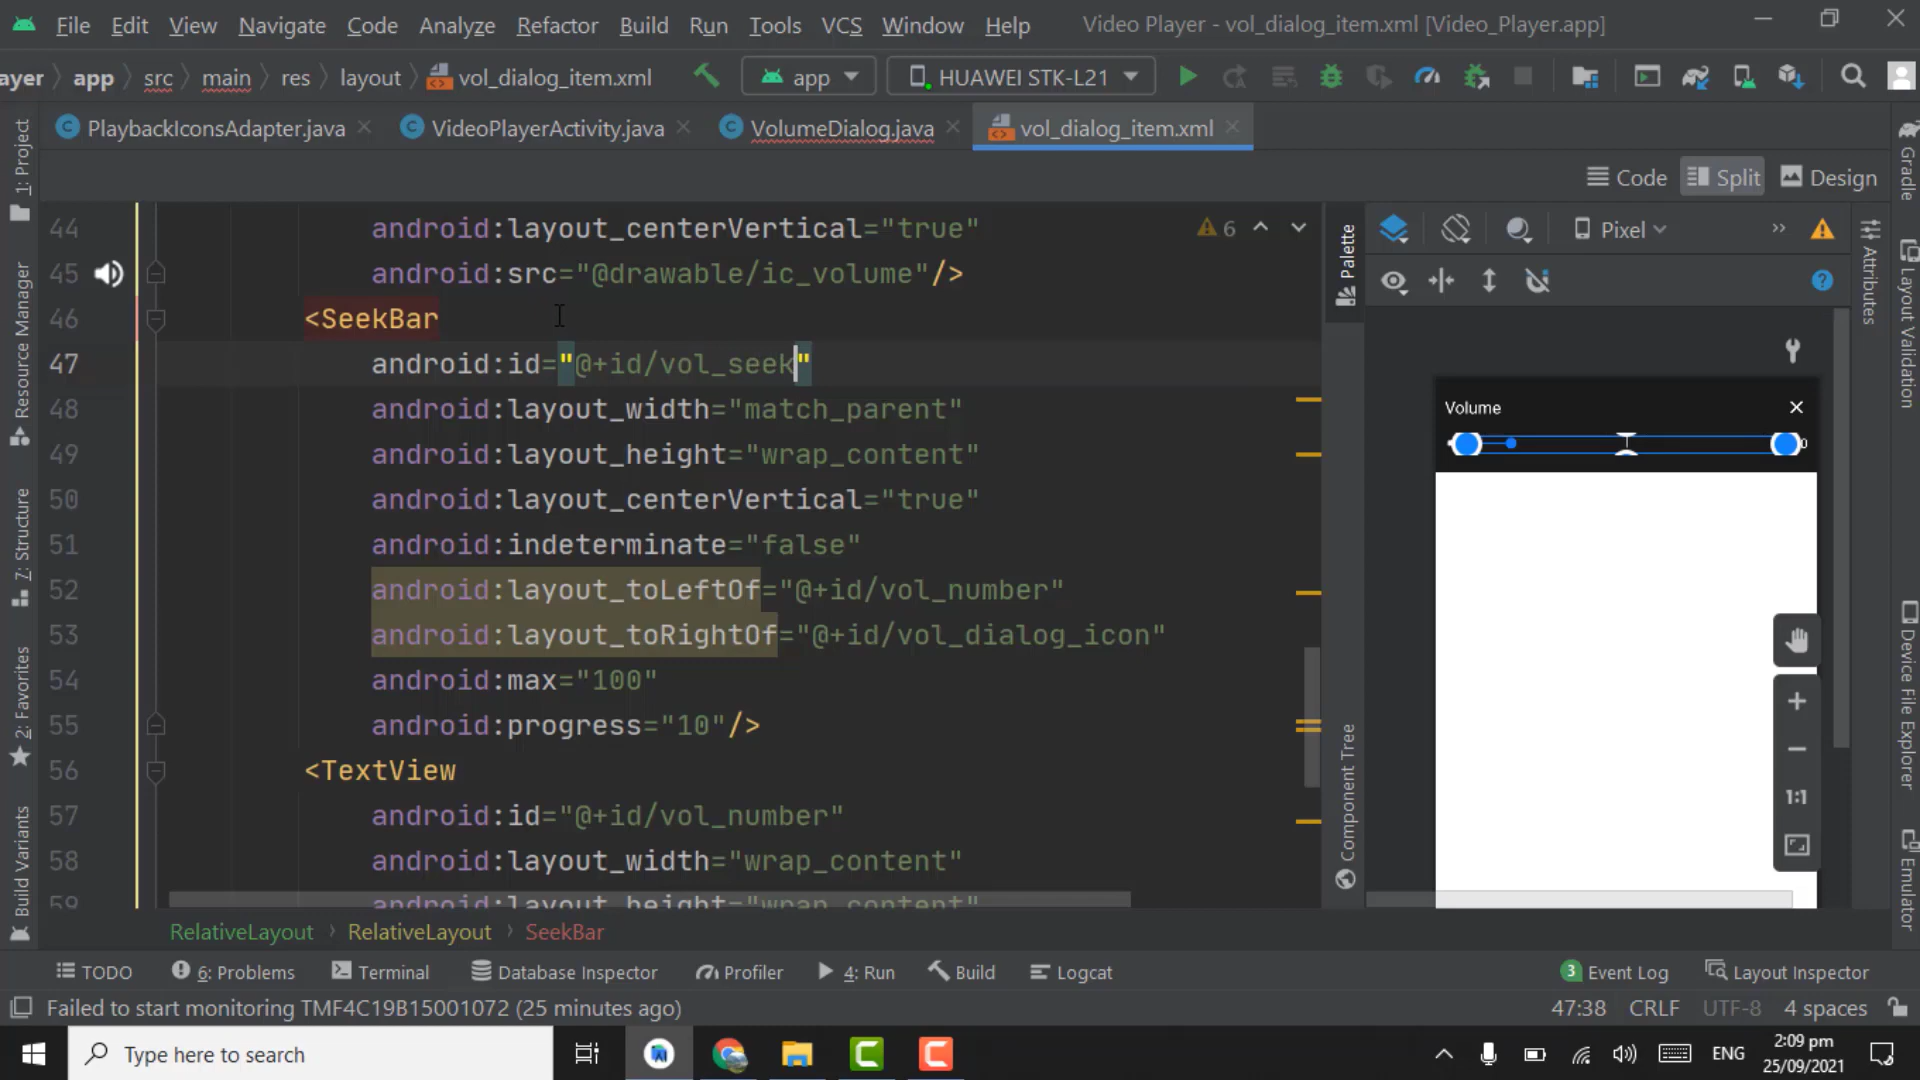 File Edit View Navigate Code Analyze Refactor Build Run Tools VCS Window Help Video Player - vol_dialog_item.xml [Video_Player.app]
ayer app src main res layout vol_dialog_item.xml app HUAWEI STK-L21
PlaybackIconsAdapter.java VideoPlayerActivity.java VolumeDialog.java vol_dialog_item.xml
Code Split Design
44 android:layout_centerVertical="true" 6
45 android:src="@drawable/ic_volume"/>
46 <SeekBar
47 android:id="@+id/vol_seek"
48 android:layout_width="match_parent"
49 android:layout_height="wrap_content"
50 android:layout_centerVertical="true"
51 android:indeterminate="false"
52 android:layout_toLeftOf="@+id/vol_number"
53 android:layout_toRightOf="@+id/vol_dialog_icon"
54 android:max="100"
55 android:progress="10"/>
56 <TextView
57 android:id="@+id/vol_number"
58 android:layout_width="wrap_content"
59 android:layout_height="wrap_content"
RelativeLayout RelativeLayout SeekBar
1: Project
Resource Manager
7: Structure
2: Favorites
Build Variants
Palette
Component Tree
Pixel
Volume
0
1:1
Attributes
Gradle
Layout Validation
Device File Explorer
Emulator
TODO 6: Problems Terminal Database Inspector Profiler 4: Run Build Logcat 3 Event Log Layout Inspector
Failed to start monitoring TMF4C19B15001072 (25 minutes ago) 47:38 CRLF UTF-8 4 spaces
Type here to search ENG 2:09 pm
25/09/2021